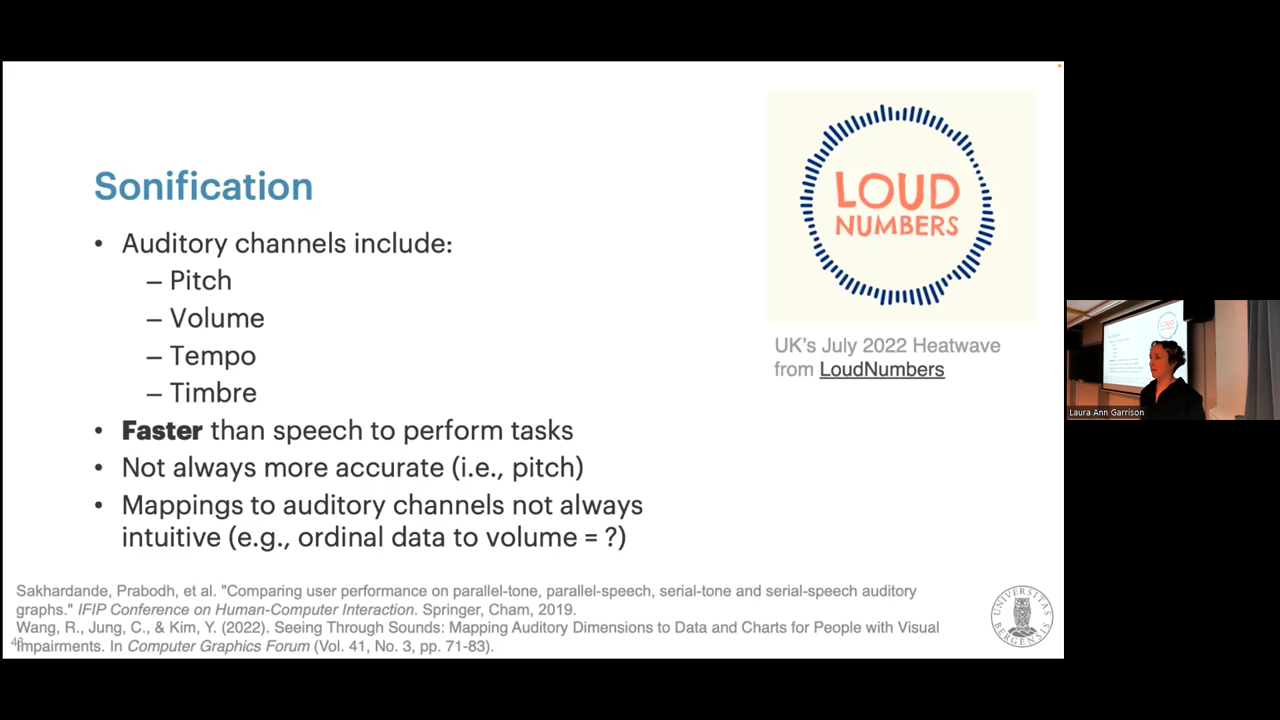 Sonification
• Auditory channels include:
– Pitch
– Volume
– Tempo
– Timbre
• Faster than speech to perform tasks
• Not always more accurate (i.e., pitch)
• Mappings to auditory channels not always
intuitive (e.g., ordinal data to volume = ?)
LOUD
NUMBERS
UK's July 2022 Heatwave
from LoudNumbers
Sakhardande, Prabodh, et al. "Comparing user performance on parallel-tone, parallel-speech, serial-tone and serial-speech auditory
graphs." IFIP Conference on Human-Computer Interaction. Springer, Cham, 2019.
Wang, R., Jung, C., & Kim, Y. (2022). Seeing Through Sounds: Mapping Auditory Dimensions to Data and Charts for People with Visual
Impairments. In Computer Graphics Forum (Vol. 41, No. 3, pp. 71-83).
UNIVERSITAS
BERGENSIS
Laura Ann Garrison